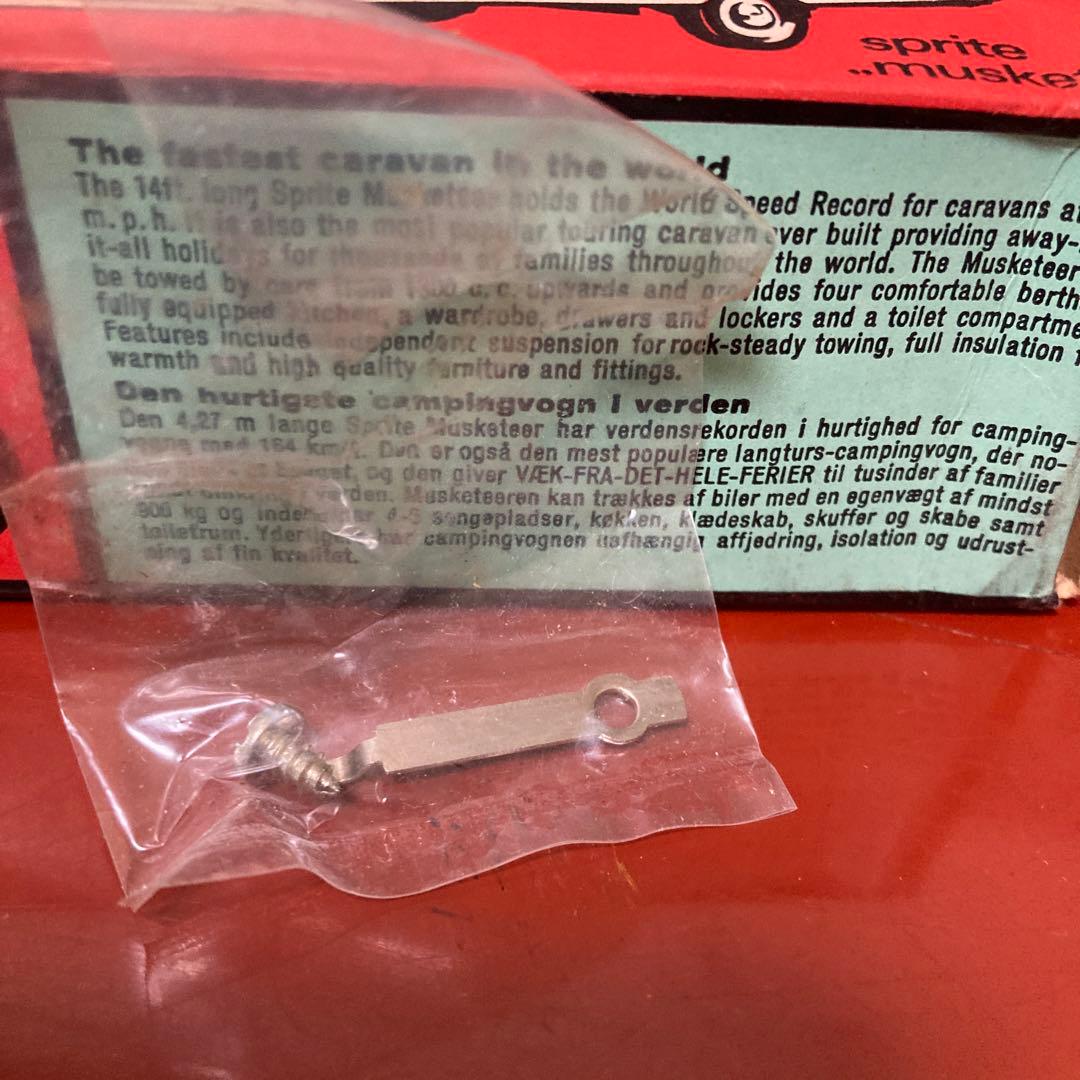 sprite
„muske
The fastest caravan in the world
The 14ft. long Sprite Musketeer holds the World Speed Record for caravans a
m.p.h. It is also the most popular touring caravan ever built providing away-
it-all holidays for thousands of families throughout the world. The Musketeer
be towed by cars from 1300 c.c. upwards and provides four comfortable berth
fully equipped kitchen, a wardrobe, drawers and lockers and a toilet compartme
Features include independent suspension for rock-steady towing, full insulation
warmth and high quality furniture and fittings.
Den hurtigste campingvogn i verden
Den 4,27 m lange Sprite Musketeer har verdensrekorden i hurtighed for camping-
vogne med 164 km/t. Den er også den mest populære langturs-campingvogn, der no-
bygget, og den giver VÆK-FRA-DET-HELE-FERIER til tusinder af familier
verden. Musketeeren kan trækkes af biler med en egenvægt af mindst
900 kg og indeholder 4-5 sengepladser, køkken, klædeskab, skuffer og skabe samt
toiletrum. Yderligere har campingvognen uafhængig affjedring, isolation og udrust-
ning af fin kvalitet.